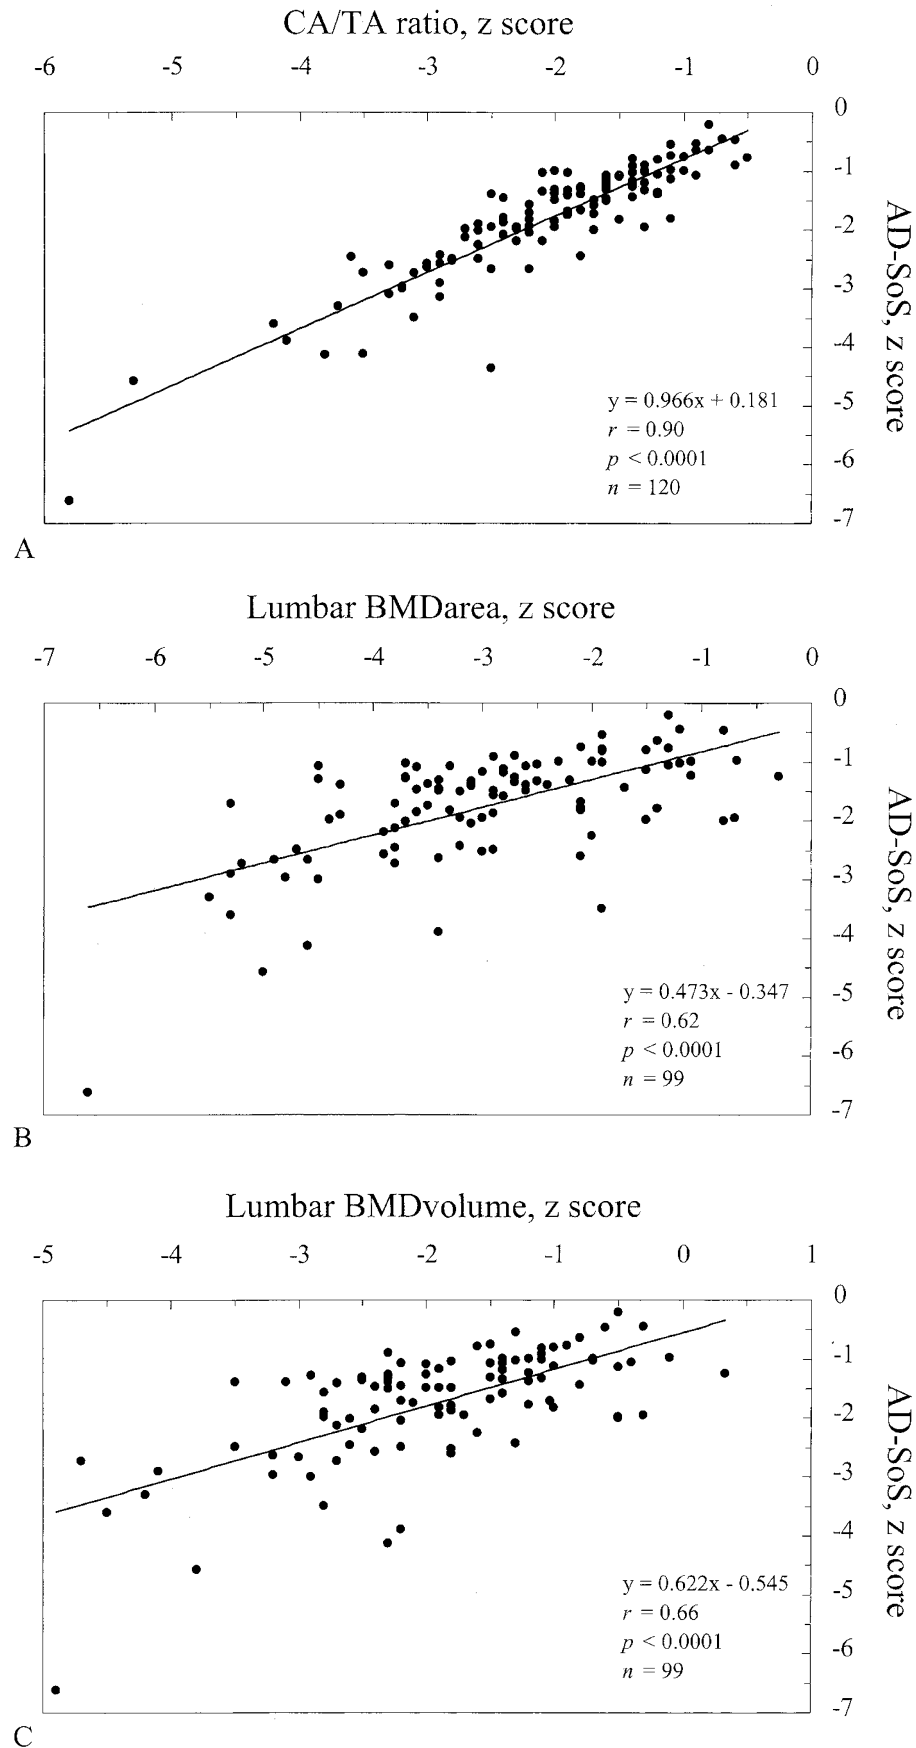 CA/TA ratio, z score
-6 -5 -4 -3 -2 -1 0
0
-1
-2
-3
-4
-5
-6
-7
AD-SoS, z score
y = 0.966x + 0.181
r = 0.90
p < 0.0001
n = 120
A
Lumbar BMDarea, z score
-7 -6 -5 -4 -3 -2 -1 0
0
-1
-2
-3
-4
-5
-6
-7
AD-SoS, z score
y = 0.473x - 0.347
r = 0.62
p < 0.0001
n = 99
B
Lumbar BMDvolume, z score
-5 -4 -3 -2 -1 0 1
0
-1
-2
-3
-4
-5
-6
-7
AD-SoS, z score
y = 0.622x - 0.545
r = 0.66
p < 0.0001
n = 99
C